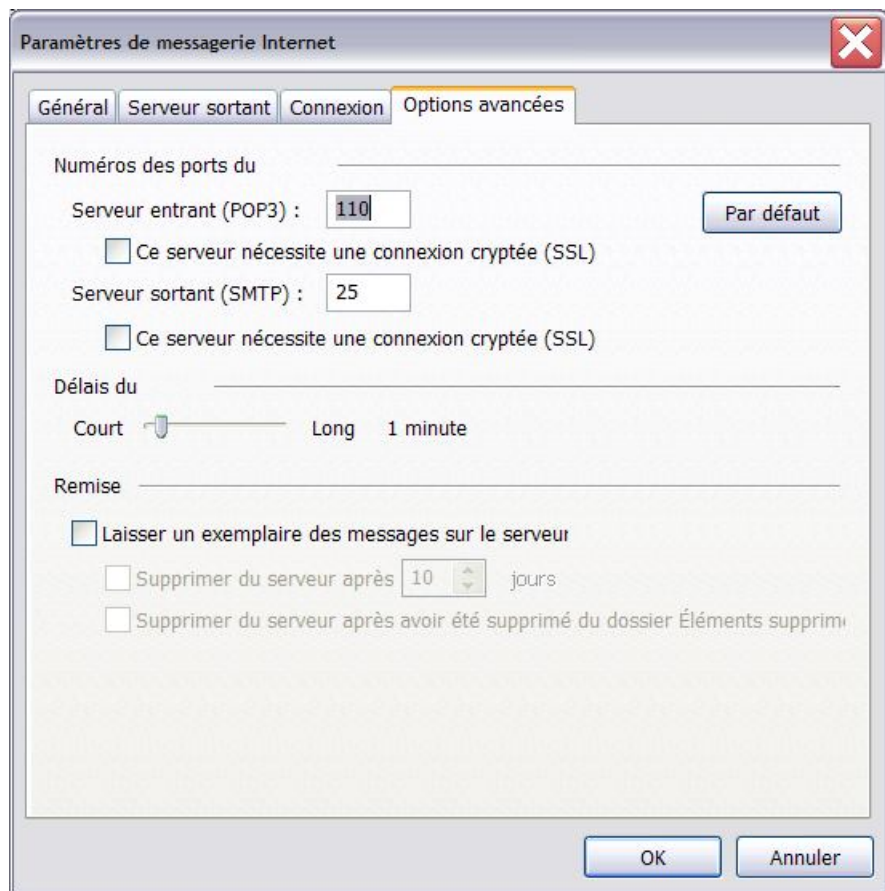 Paramètres de messagerie Internet
Général Serveur sortant Connexion Options avancées
Numéros des ports du
Serveur entrant (POP3) : 110 Par défaut
Ce serveur nécessite une connexion cryptée (SSL)
Serveur sortant (SMTP) : 25
Ce serveur nécessite une connexion cryptée (SSL)
Délais du
Court Long 1 minute
Remise
Laisser un exemplaire des messages sur le serveur
Supprimer du serveur après 10 jours
Supprimer du serveur après avoir été supprimé du dossier Éléments supprimé
OK Annuler